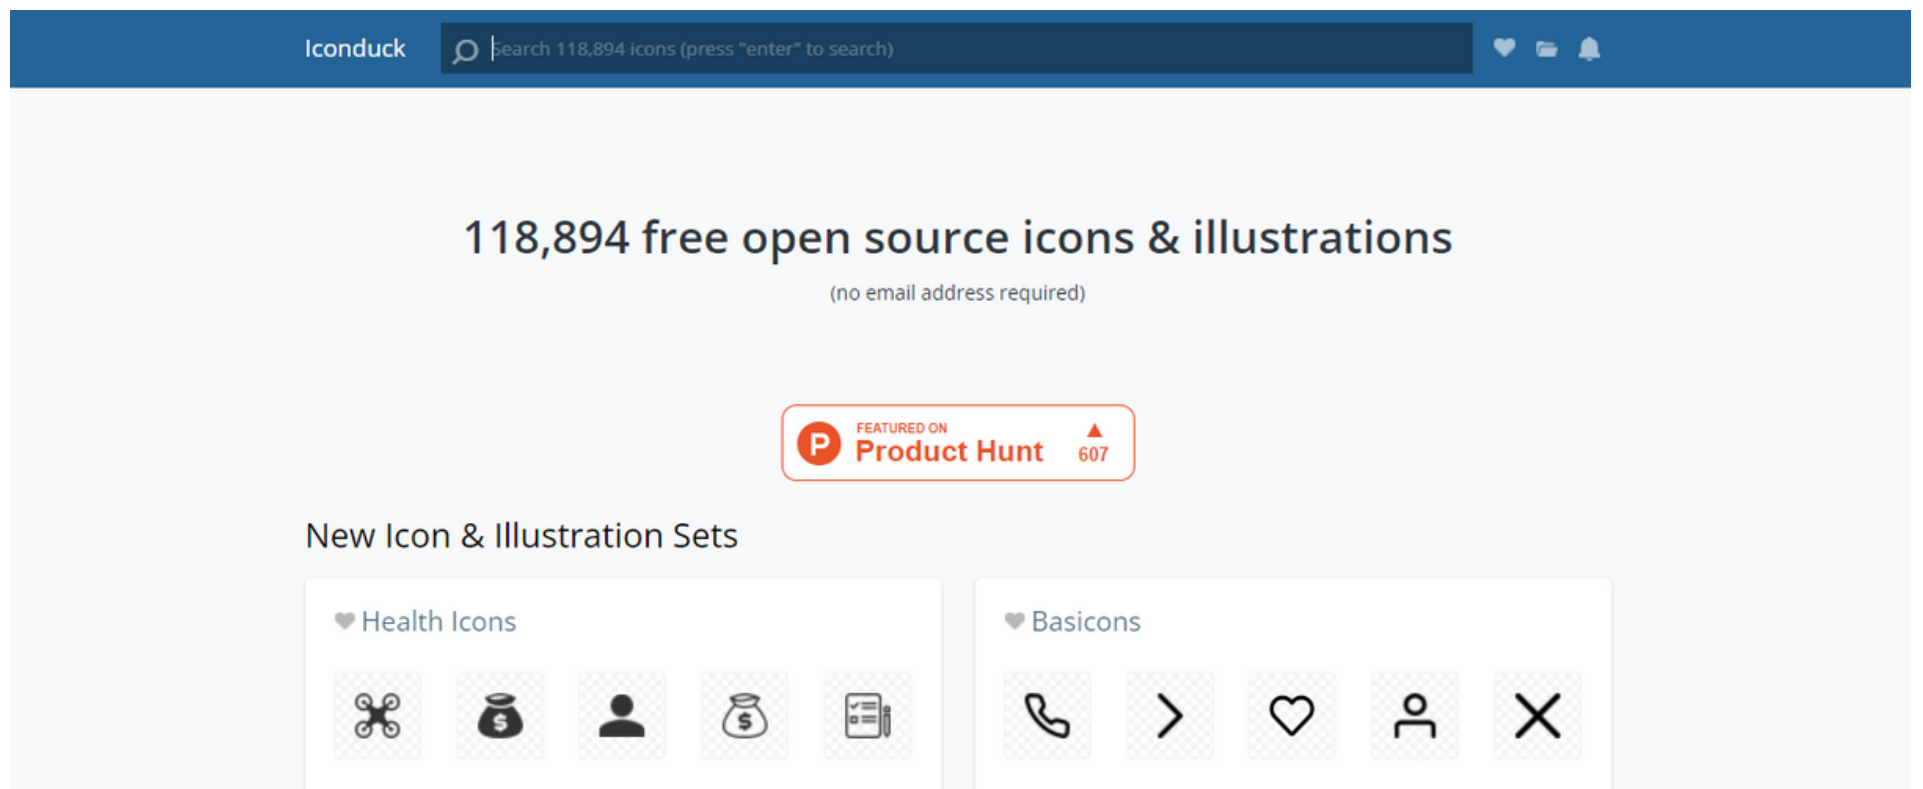 Iconduck
Search 118,894 icons (press "enter" to search)
118,894 free open source icons & illustrations
(no email address required)
P
FEATURED ON
Product Hunt
607
New Icon & Illustration Sets
Health Icons
Basicons
$
$